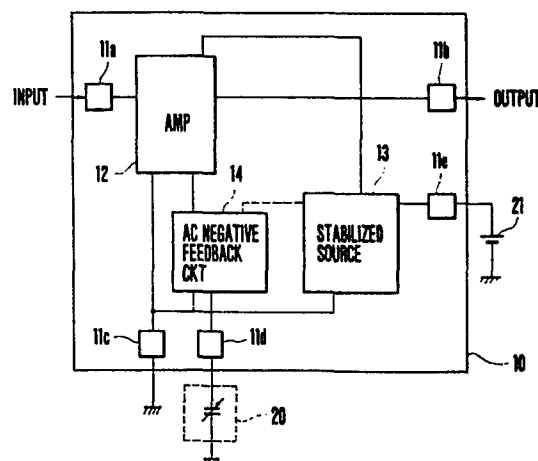 11a
11b
INPUT
AMP
OUTPUT
12
14
13
11e
21
AC NEGATIVE
FEEDBACK
CKT
STABILIZED
SOURCE
11c
11d
10
20